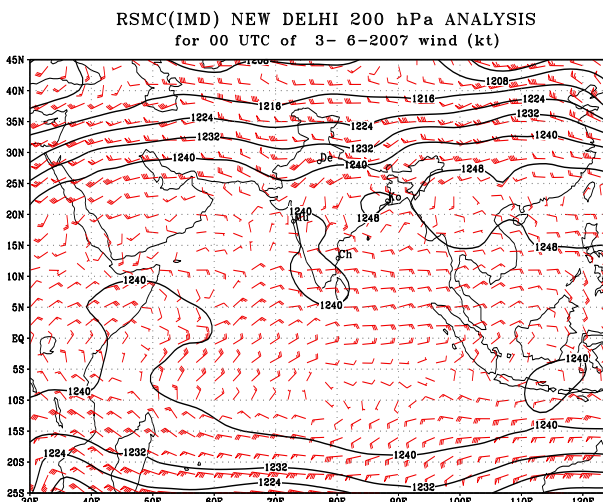 RSMC(IMD) NEW DELHI 200 hPa ANALYSIS
for 00 UTC of 3- 6-2007 wind (kt)
45N
1208
40N
1216
1216
1224
35N
1224
1224
1232
1232
1232
1240
30N
1240
De
1240
1248
25N
Ko
1240
20N
1248
15N
Ch
1248
10N
1240
5N
1240
EQ
5S
1240
1240
10S
1240
15S
1240
1224
1232
20S
1232
1224
1232
25S
30E
40E
50E
60E
70E
80E
90E
100E
110E
120E